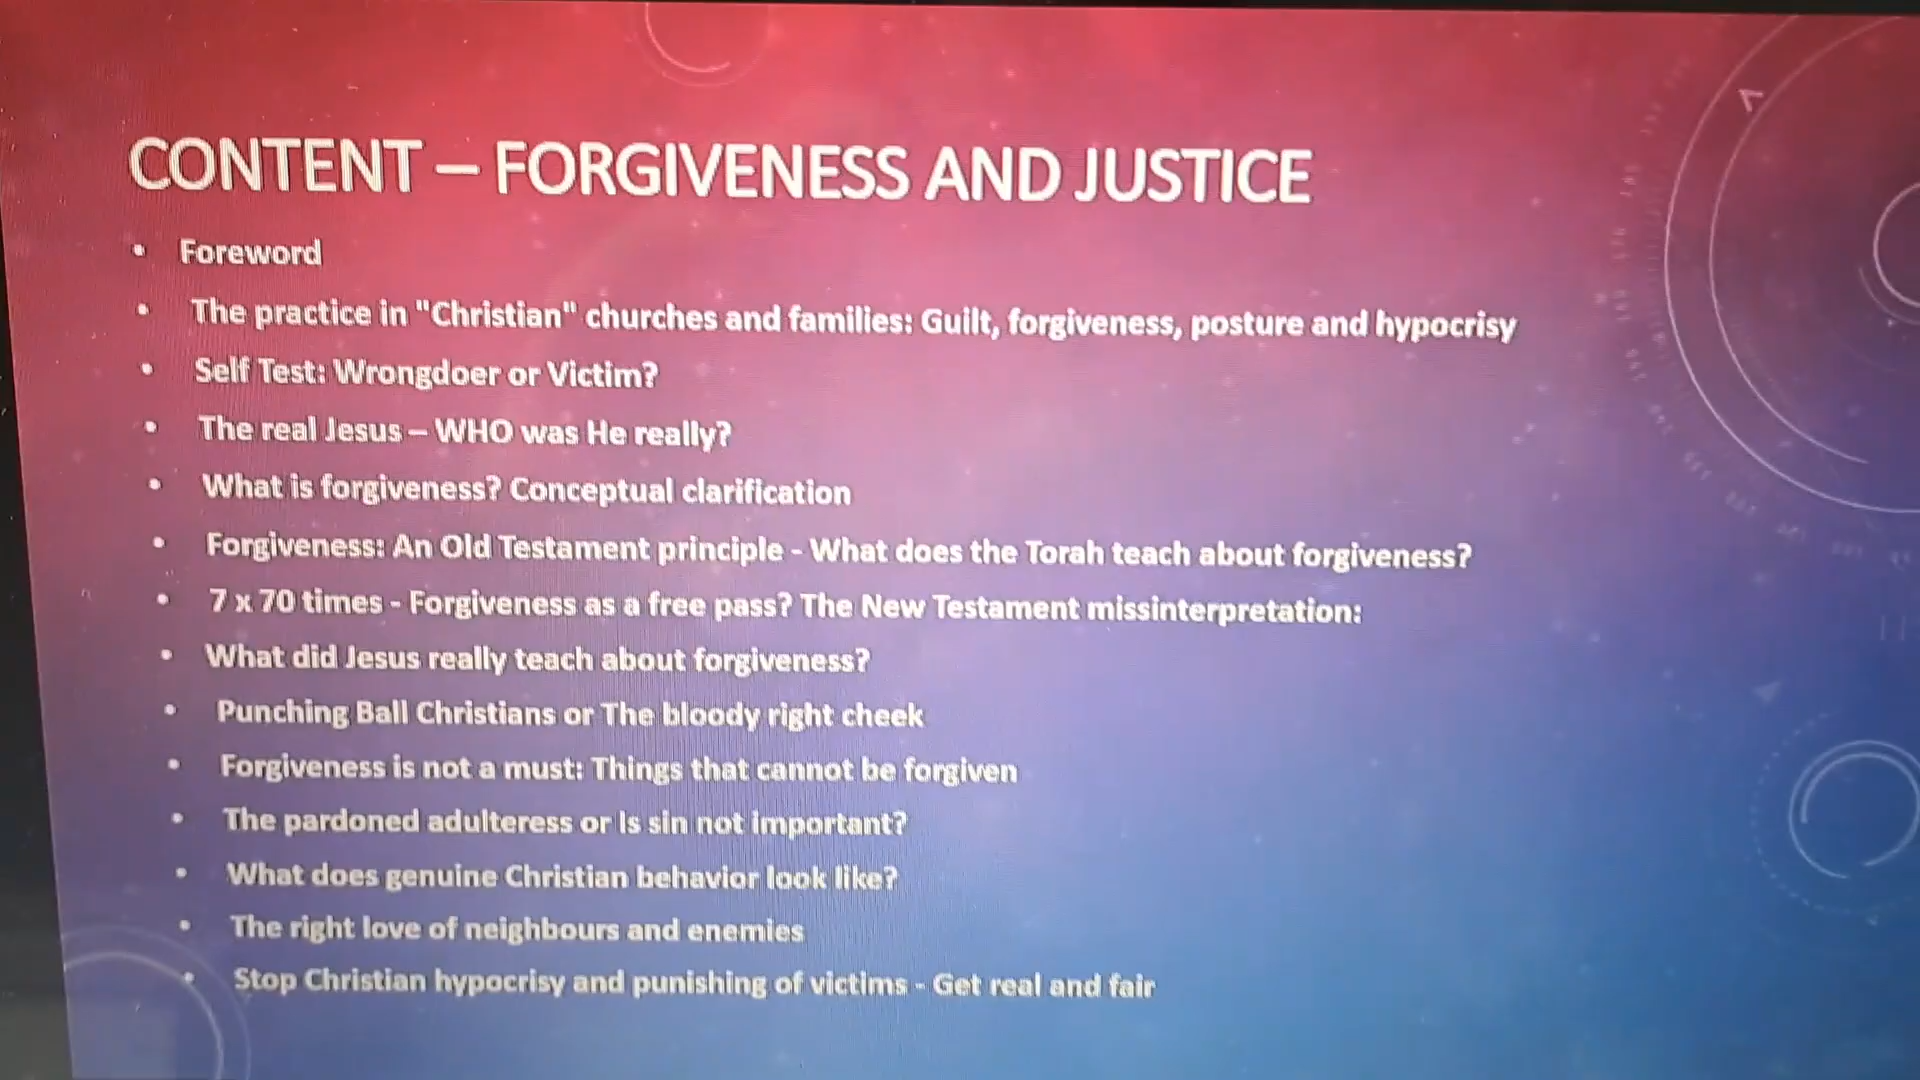 CONTENT – FORGIVENESS AND JUSTICE
• Foreword
• The practice in "Christian" churches and families: Guilt, forgiveness, posture and hypocrisy
• Self Test: Wrongdoer or Victim?
• The real Jesus – WHO was He really?
• What is forgiveness? Conceptual clarification
• Forgiveness: An Old Testament principle - What does the Torah teach about forgiveness?
• 7 x 70 times - Forgiveness as a free pass? The New Testament missinterpretation:
• What did Jesus really teach about forgiveness?
• Punching Ball Christians or The bloody right cheek
• Forgiveness is not a must: Things that cannot be forgiven
• The pardoned adulteress or Is sin not important?
• What does genuine Christian behavior look like?
• The right love of neighbours and enemies
• Stop Christian hypocrisy and punishing of victims - Get real and fair